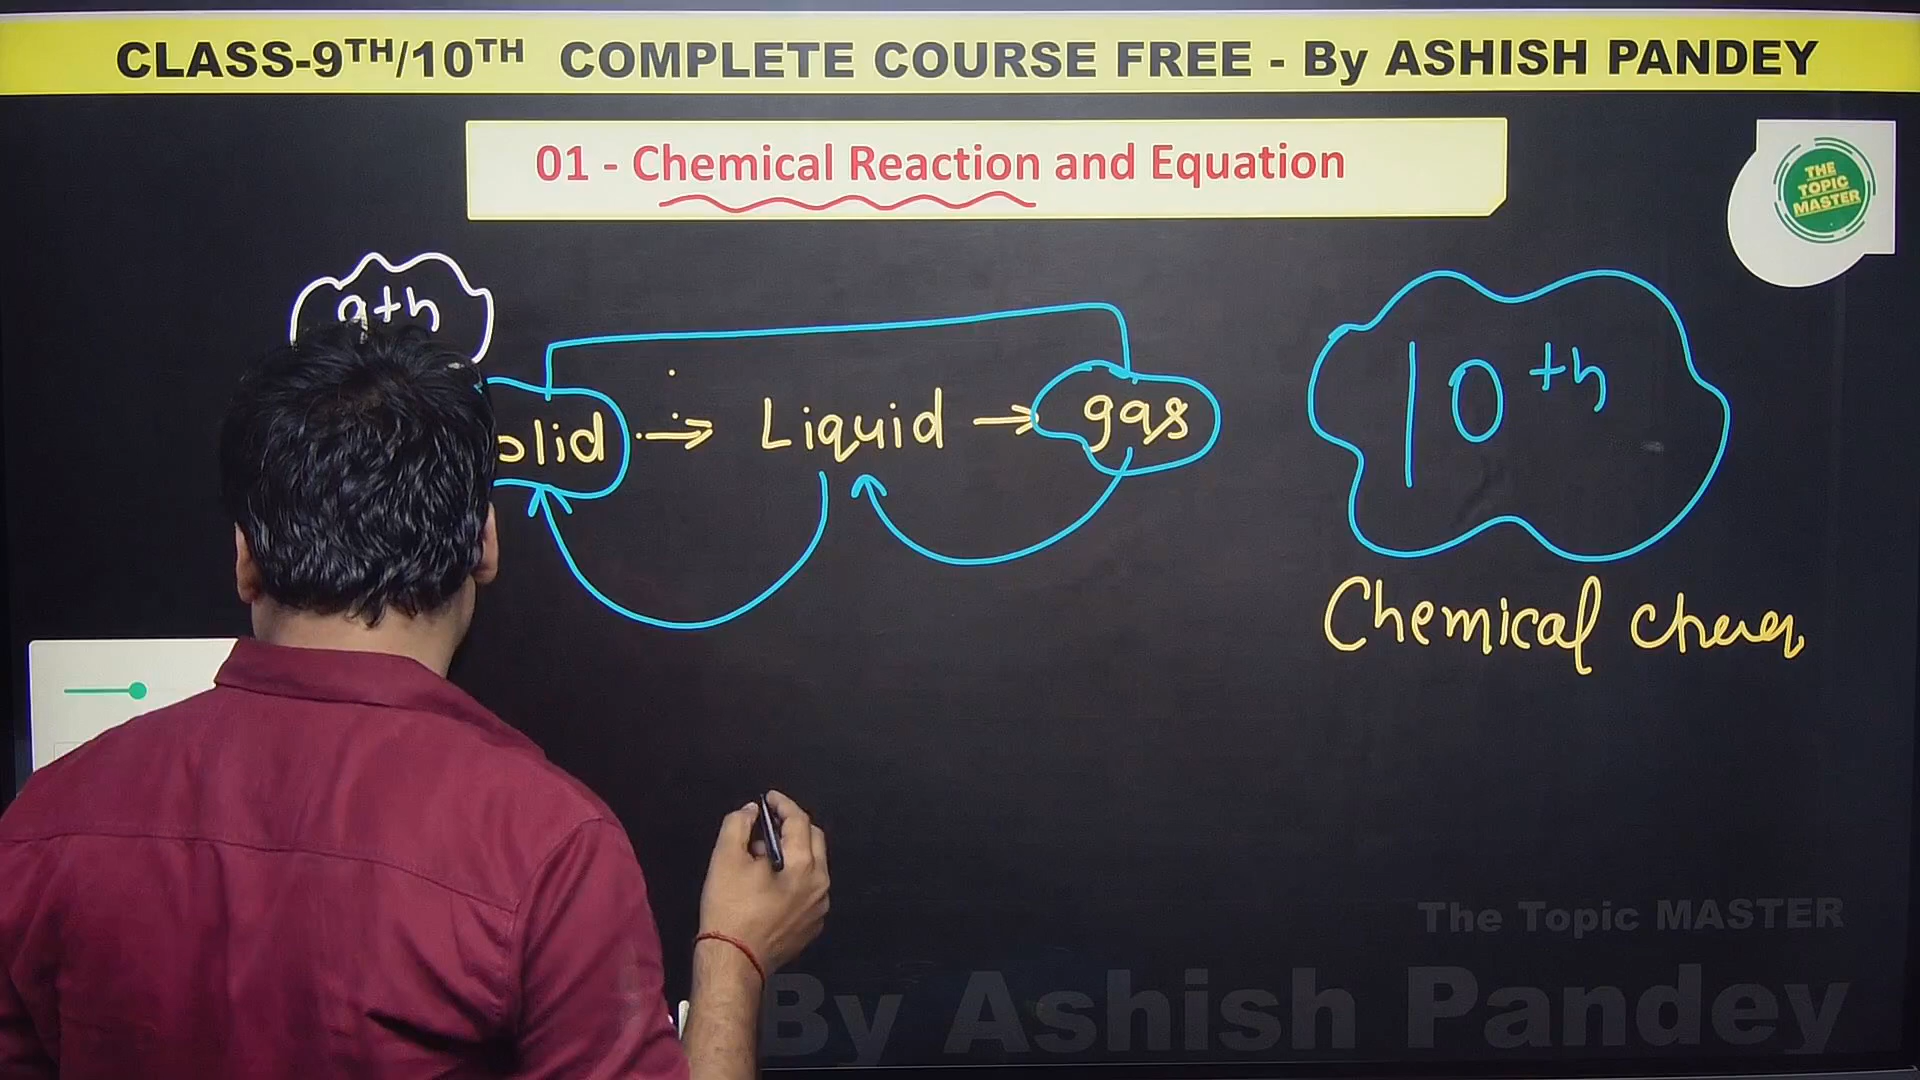 CLASS-9TH/10TH COMPLETE COURSE FREE - By ASHISH PANDEY
01 - Chemical Reaction and Equation
THE
TOPIC
MASTER
9th
olid → Liquid → gas
10th
Chemical
The Topic MASTER
By Ashish Pandey